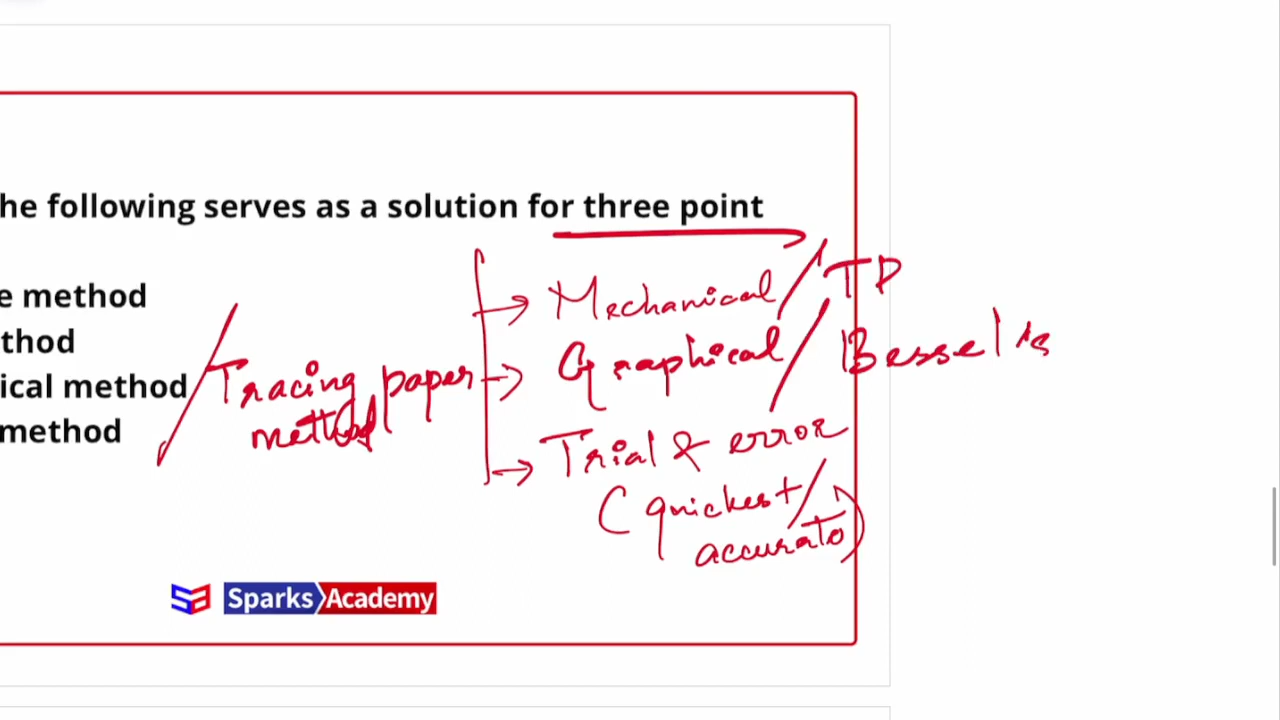 he following serves as a solution for three point
Mechanical / TP
e method
thod
Graphical / Bessel's
ical method
Tracing paper
method
method
Trial & error
(quickest /
accurate)
Sparks Academy